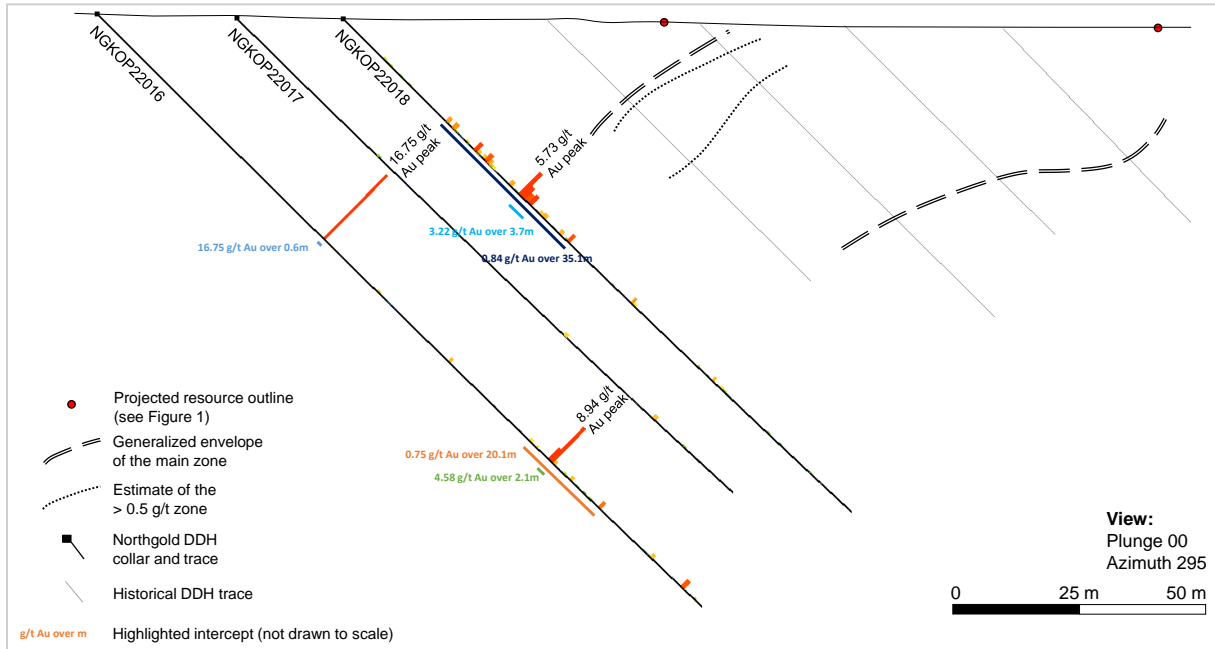 NGKOP22016
NGKOP22017
NGKOP22018
16.75 g/t
Au peak
5.73 g/t
Au peak
16.75 g/t Au over 0.6m
3.22 g/t Au over 3.7m
0.84 g/t Au over 35.1m
8.94 g/t
Au peak
0.75 g/t Au over 20.1m
4.58 g/t Au over 2.1m
Projected resource outline
(see Figure 1)
Generalized envelope
of the main zone
Estimate of the
> 0.5 g/t zone
Northgold DDH
collar and trace
Historical DDH trace
g/t Au over m Highlighted intercept (not drawn to scale)
View:
Plunge 00
Azimuth 295
0 25 m 50 m